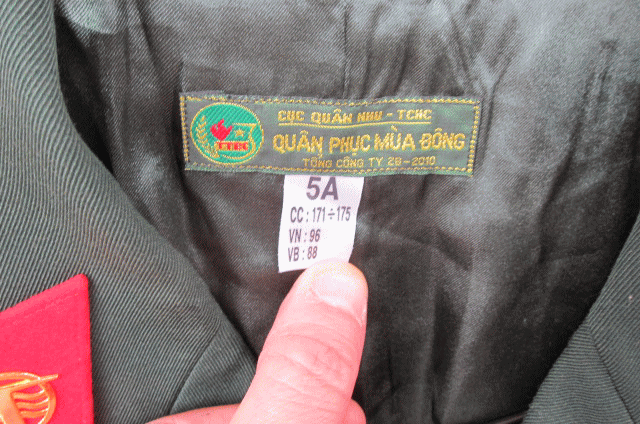 CỤC QUÂN NHU - TCHC
QUÂN PHỤC MÙA ĐÔNG
TỔNG CÔNG TY 28-2010
5A
CC : 171÷175
VN : 96
VB : 88